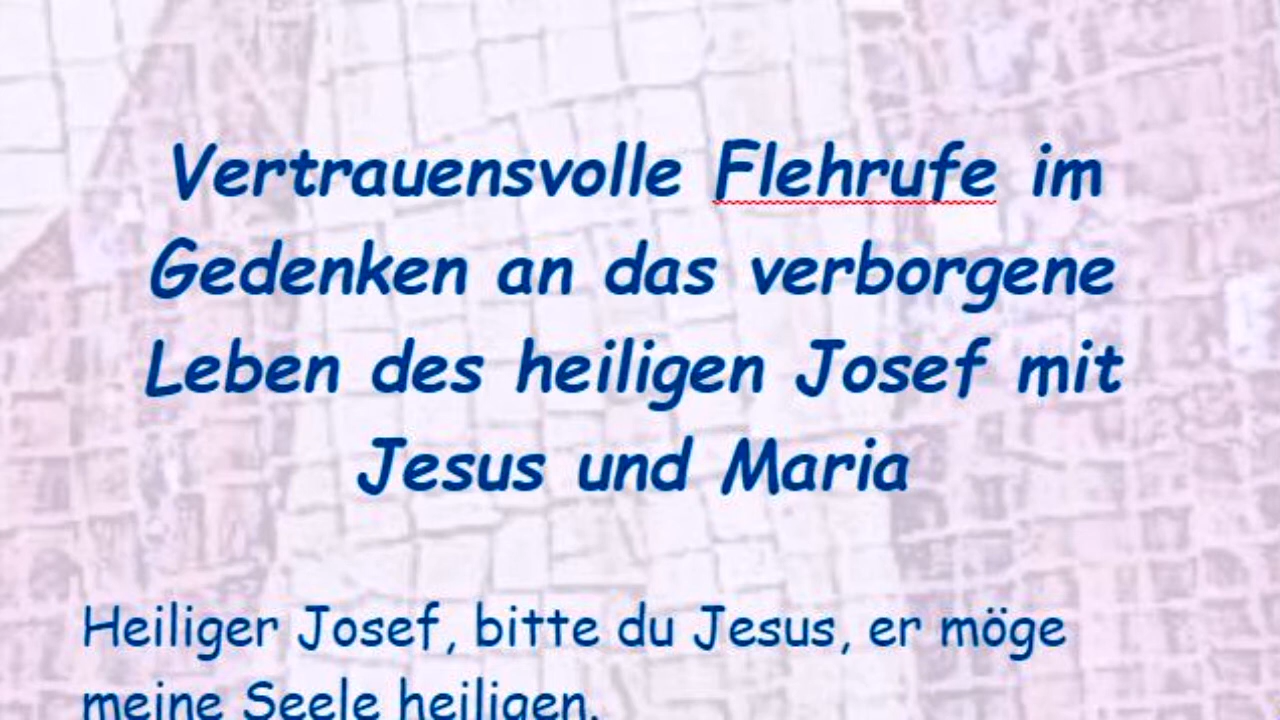 Vertrauensvolle Flehrufe im
Gedenken an das verborgene
Leben des heiligen Josef mit
Jesus und Maria
Heiliger Josef, bitte du Jesus, er möge
meine Seele heiligen.